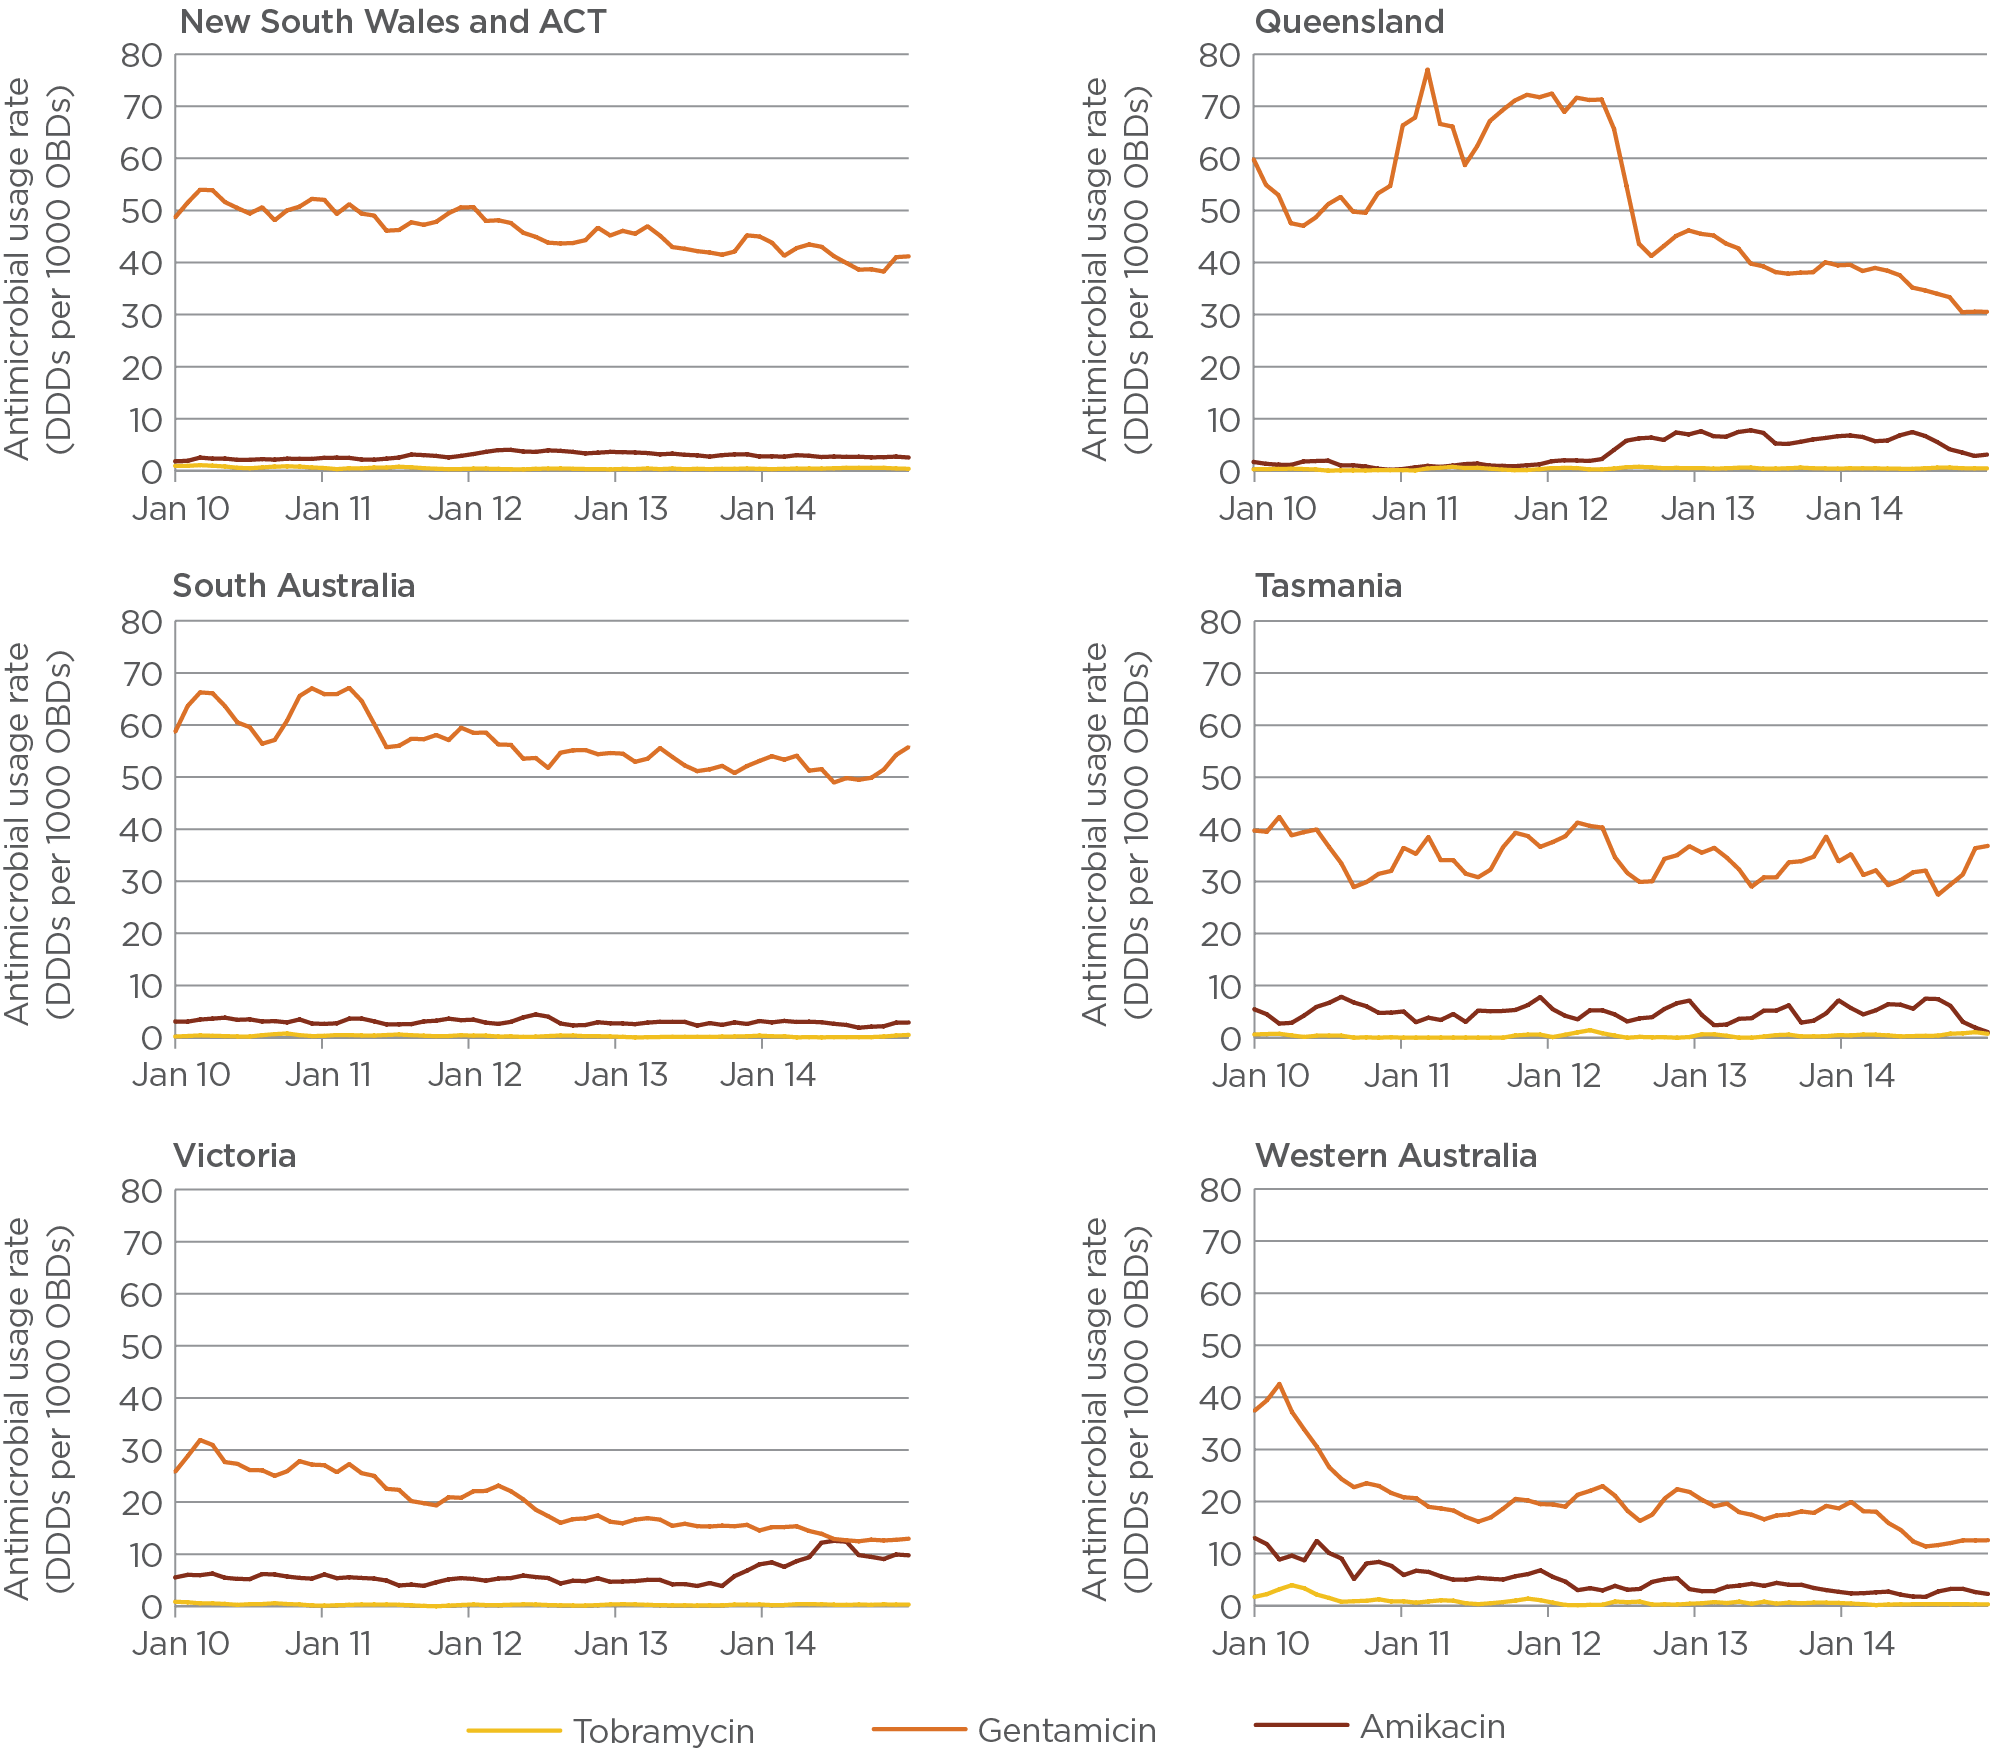 New South Wales and ACT
Antimicrobial usage rate
(DDDs per 1000 OBDs)
80
70
60
50
40
30
20
10
0
Jan 10 Jan 11 Jan 12 Jan 13 Jan 14
Queensland
Antimicrobial usage rate
(DDDs per 1000 OBDs)
80
70
60
50
40
30
20
10
0
Jan 10 Jan 11 Jan 12 Jan 13 Jan 14
South Australia
Antimicrobial usage rate
(DDDs per 1000 OBDs)
80
70
60
50
40
30
20
10
0
Jan 10 Jan 11 Jan 12 Jan 13 Jan 14
Tasmania
Antimicrobial usage rate
(DDDs per 1000 OBDs)
80
70
60
50
40
30
20
10
0
Jan 10 Jan 11 Jan 12 Jan 13 Jan 14
Victoria
Antimicrobial usage rate
(DDDs per 1000 OBDs)
80
70
60
50
40
30
20
10
0
Jan 10 Jan 11 Jan 12 Jan 13 Jan 14
Western Australia
Antimicrobial usage rate
(DDDs per 1000 OBDs)
80
70
60
50
40
30
20
10
0
Jan 10 Jan 11 Jan 12 Jan 13 Jan 14
Tobramycin Gentamicin Amikacin